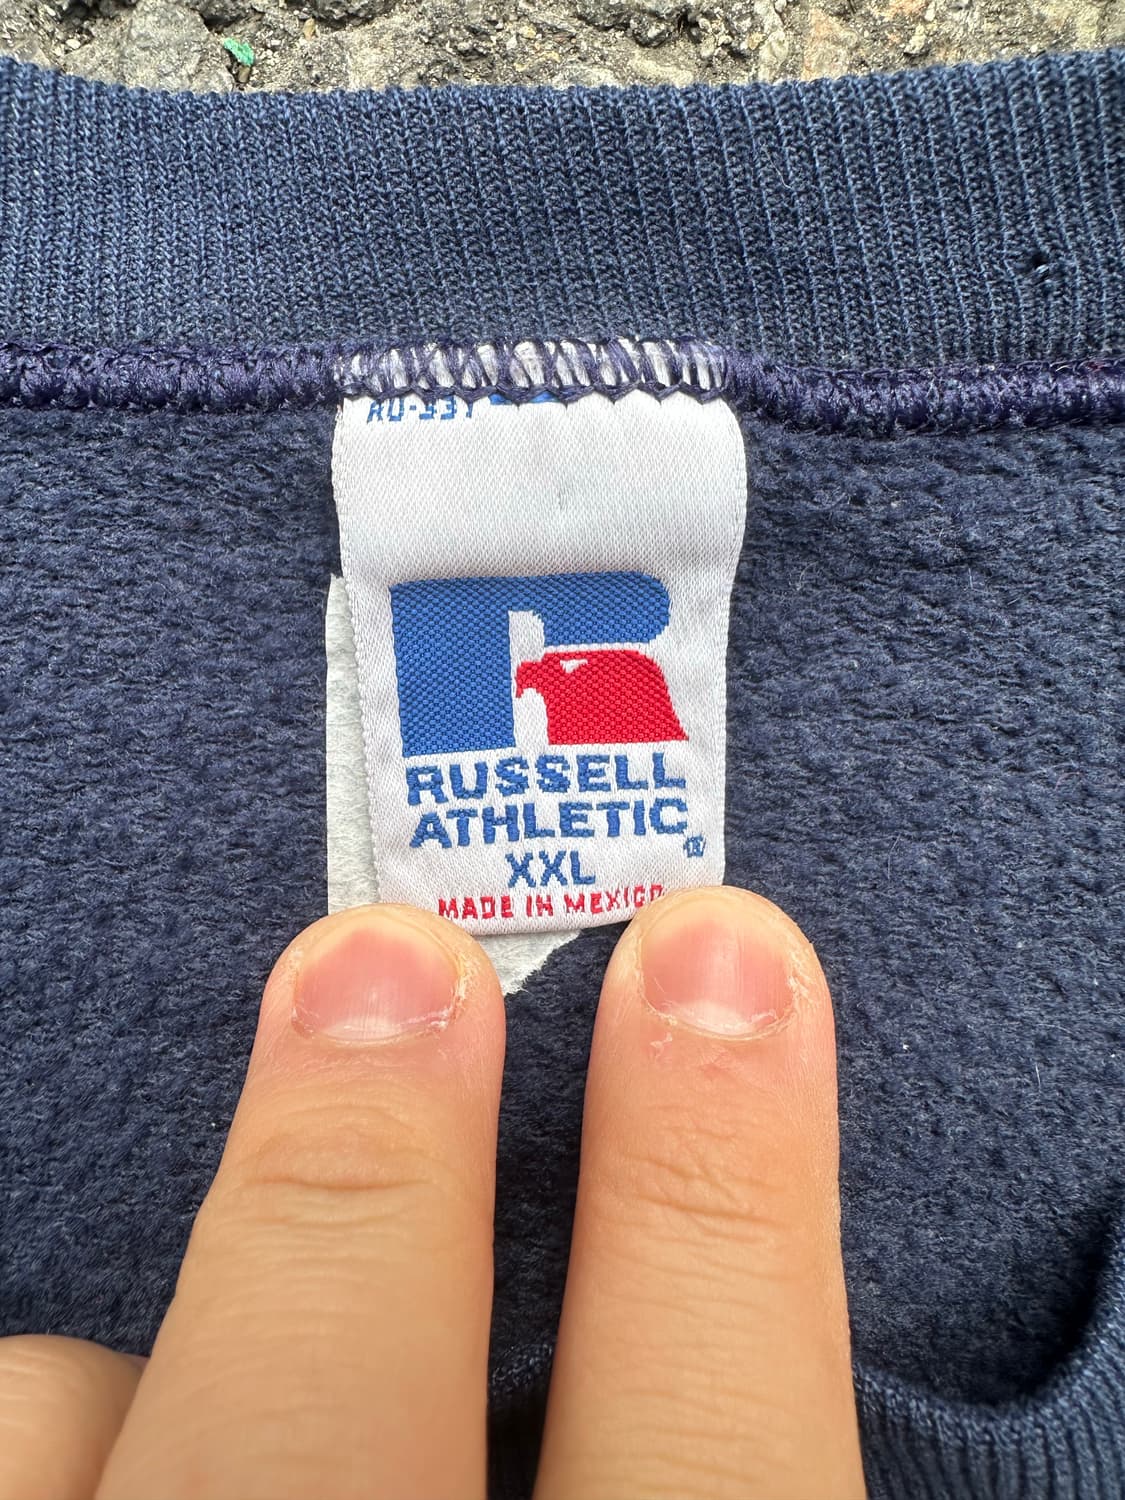 RUSSELL
ATHLETIC®
XXL
MADE IN MEXICO